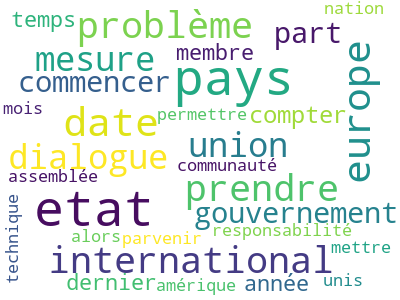 nation
temps
problème
part
mesure
membre
commencer
pays
europe
mois
date
permettre
compter
union
dialogue
communauté
assemblée
prendre
etat
gouvernement
technique
responsabilité
alors
parvenir
mettre
international
dernier
amérique
année
unis